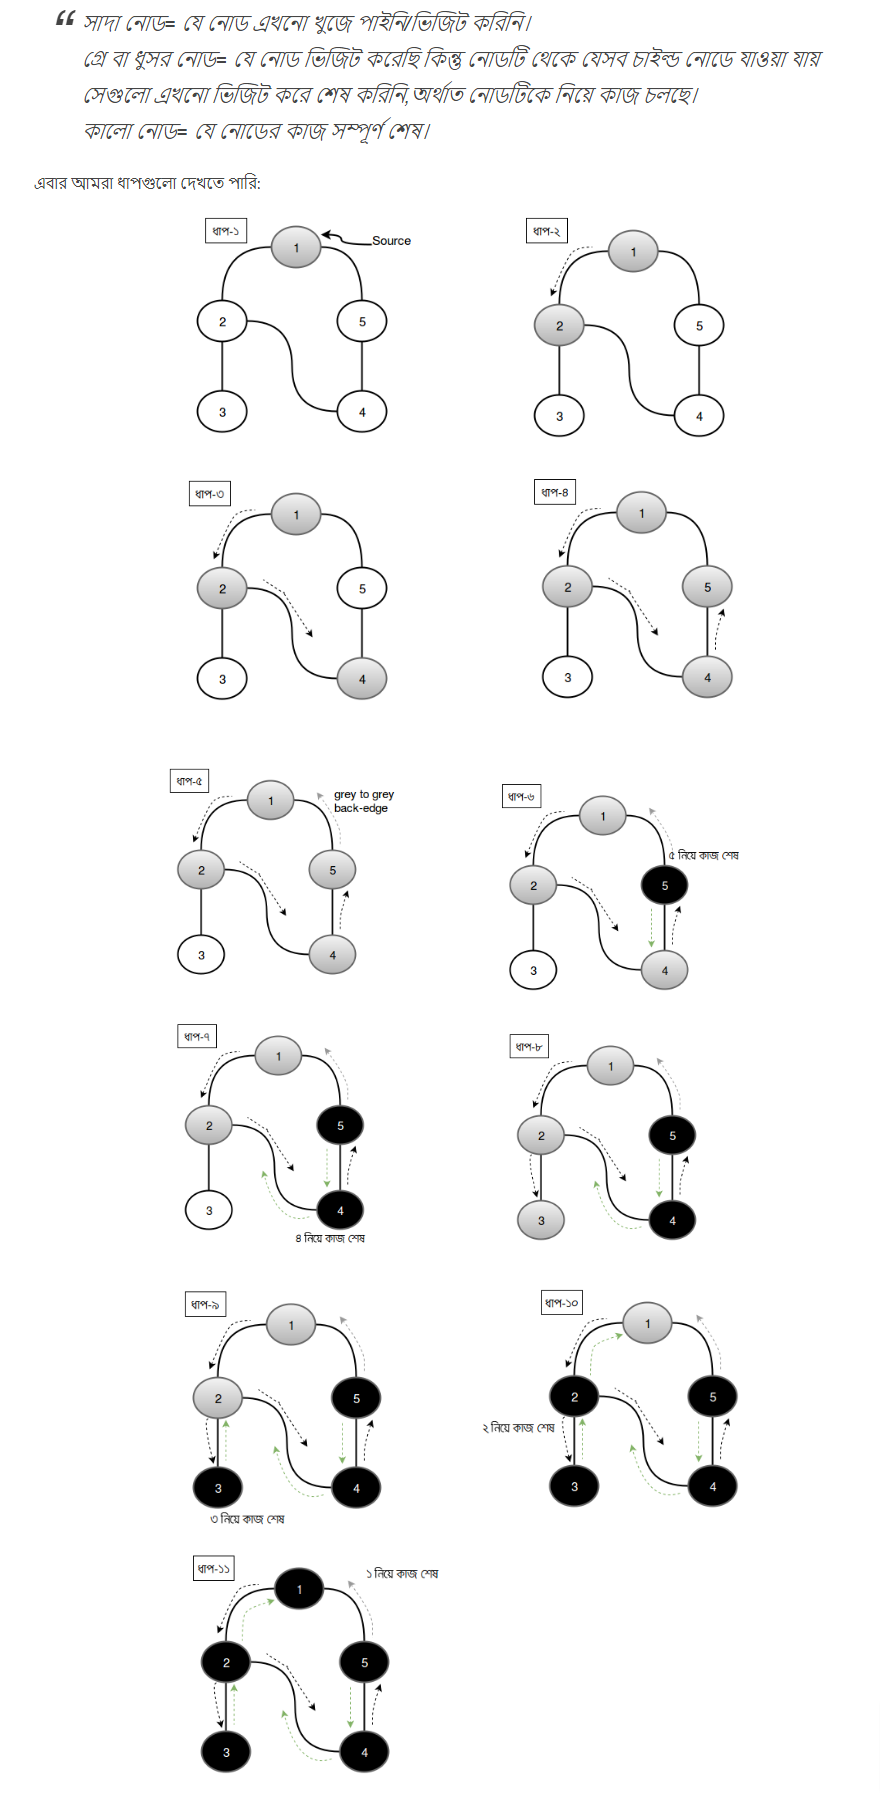 “ সাদা নোড= যে নোড এখনো খুজে পাইনি/ভিজিট করিনি।
গ্রে বা ধুসর নোড= যে নোড ভিজিট করেছি কিন্তু নোডটি থেকে যেসব চাইল্ড নোডে যাওয়া যায়
সেগুলো এখনো ভিজিট করে শেষ করিনি,অর্থাত নোডটিকে নিয়ে কাজ চলছে।
কালো নোড= যে নোডের কাজ সম্পূর্ণ শেষ।
এবার আমরা ধাপগুলো দেখতে পারি:
ধাপ-১
1
Source
2
5
3
4
ধাপ-২
1
2
5
3
4
ধাপ-৩
1
2
5
3
4
ধাপ-৪
1
2
5
3
4
ধাপ-৫
1
grey to grey
back-edge
2
5
3
4
ধাপ-৬
1
৫ নিয়ে কাজ শেষ
2
5
3
4
ধাপ-৭
1
2
5
3
4
৪ নিয়ে কাজ শেষ
ধাপ-৮
1
2
5
3
4
ধাপ-৯
1
2
5
3
4
৩ নিয়ে কাজ শেষ
ধাপ-১০
1
2
5
২ নিয়ে কাজ শেষ
3
4
ধাপ-১১
1
১ নিয়ে কাজ শেষ
2
5
3
4